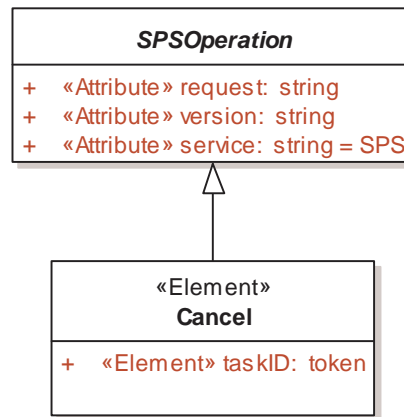 SPSOperation
+ «Attribute» request: string
+ «Attribute» version: string
+ «Attribute» service: string = SPS
«Element»
Cancel
+ «Element» taskID: token